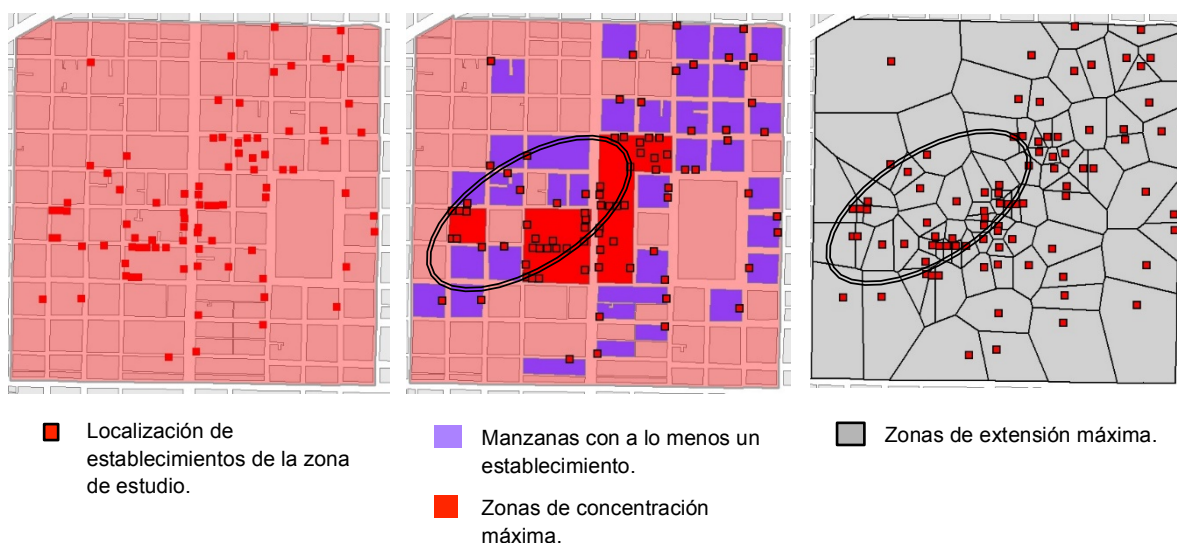 Localización de
establecimientos de la zona
de estudio.
Manzanas con a lo menos un
establecimiento.
Zonas de concentración
máxima.
Zonas de extensión máxima.